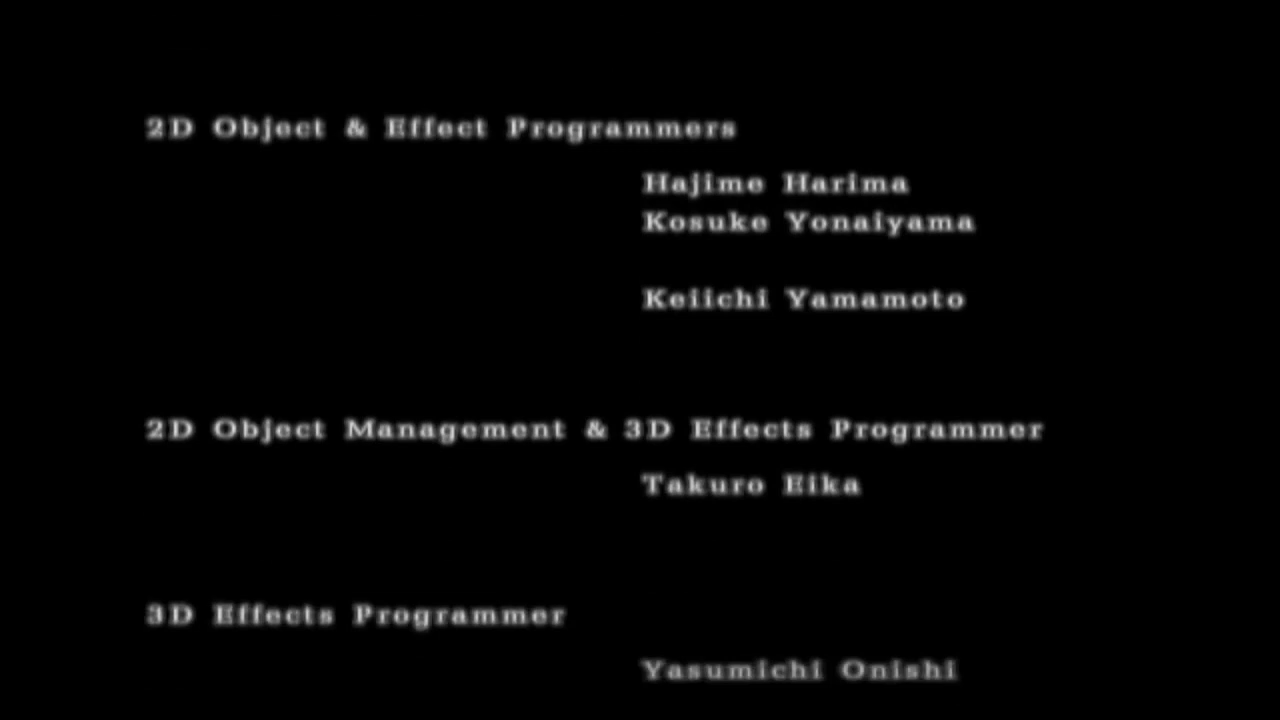 2D Object & Effect Programmers
Hajime Harima
Kosuke Yonaiyama
Keiichi Yamamoto
2D Object Management & 3D Effects Programmer
Takuro Eika
3D Effects Programmer
Yasumichi Onishi